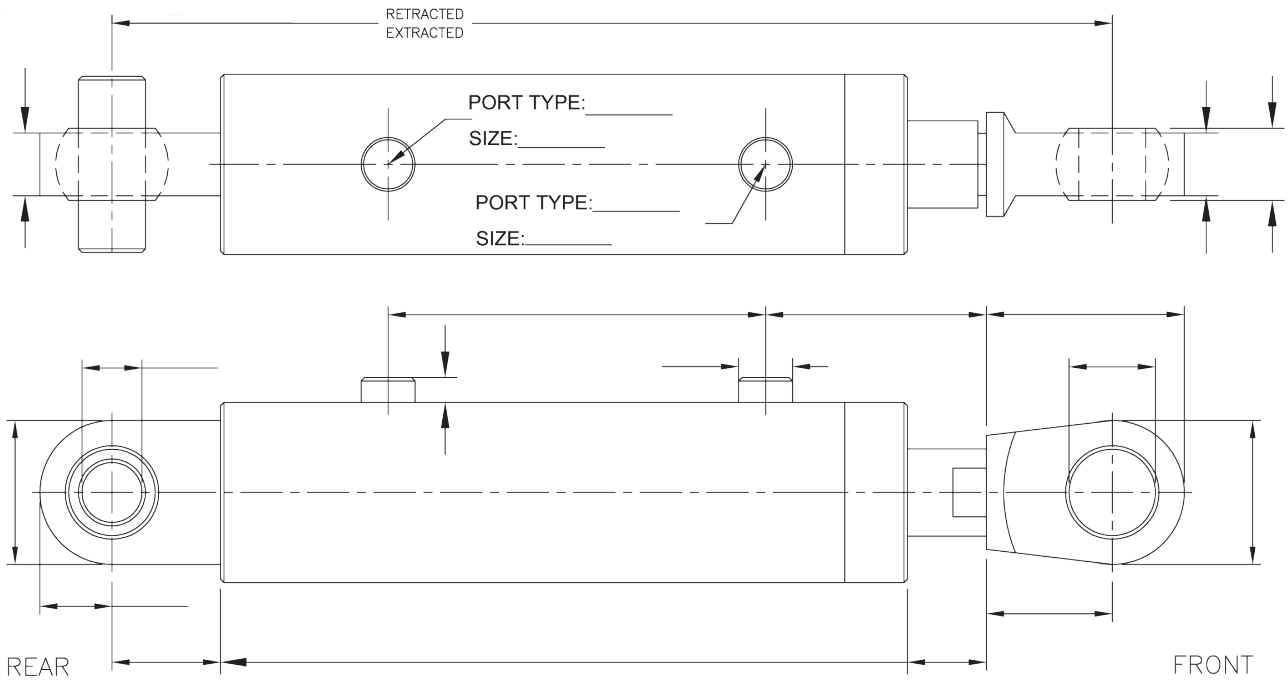 RETRACTED
EXTRACTED
PORT TYPE:________
SIZE:________
PORT TYPE:________
SIZE:________
REAR
FRONT